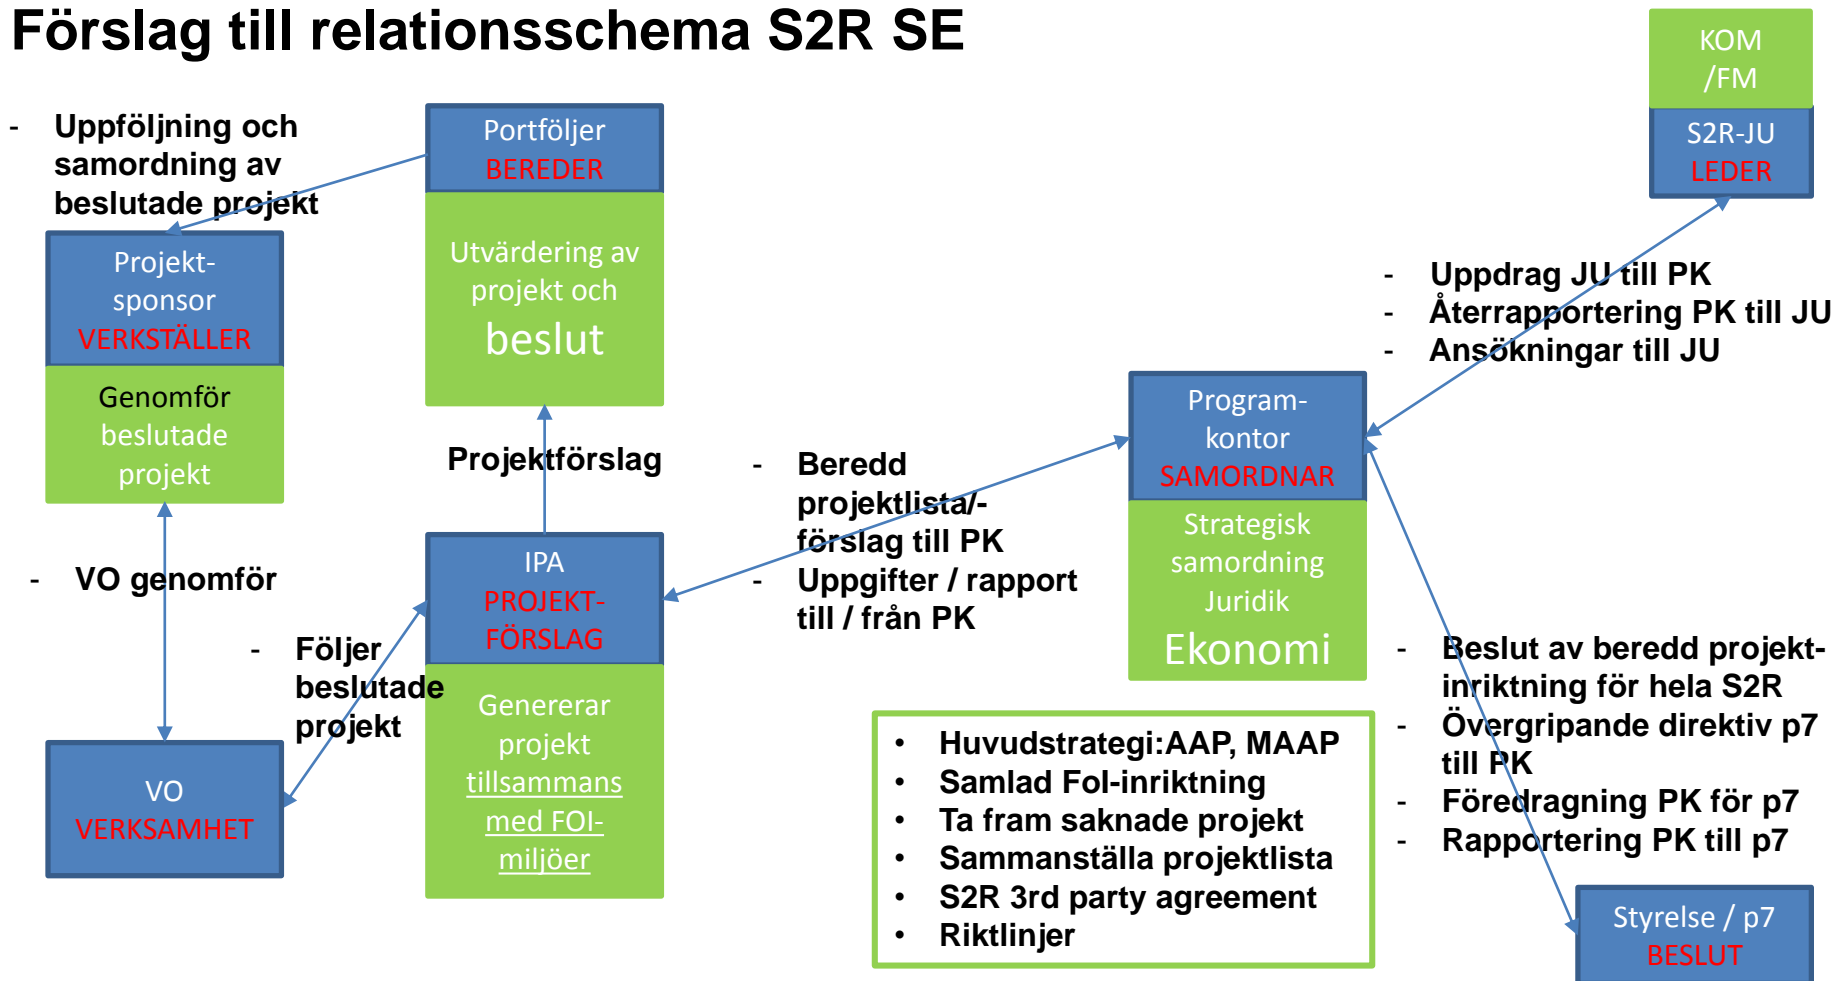 Förslag till relationsschema S2R SE
KOM
/FM
S2R-JU
LEDER
- Uppföljning och
samordning av
beslutade projekt
Portföljer
BEREDER
Utvärdering av
projekt och
beslut
Projekt-
sponsor
VERKSTÄLLER
Genomför
beslutade
projekt
- Uppdrag JU till PK
- Återrapportering PK till JU
- Ansökningar till JU
Projektförslag
- Beredd
projektlista/-
förslag till PK
- Uppgifter / rapport
till / från PK
Program-
kontor
SAMORDNAR
Strategisk
samordning
Juridik
Ekonomi
- VO genomför
- Följer
beslutade
projekt
IPA
PROJEKT-
FÖRSLAG
Genererar
projekt
tillsammans
med FOI-
miljöer
VO
VERKSAMHET
• Huvudstrategi:AAP, MAAP
• Samlad FoI-inriktning
• Ta fram saknade projekt
• Sammanställa projektlista
• S2R 3rd party agreement
• Riktlinjer
- Beslut av beredd projekt-
inriktning för hela S2R
- Övergripande direktiv p7
till PK
- Föredragning PK för p7
- Rapportering PK till p7
Styrelse / p7
BESLUT